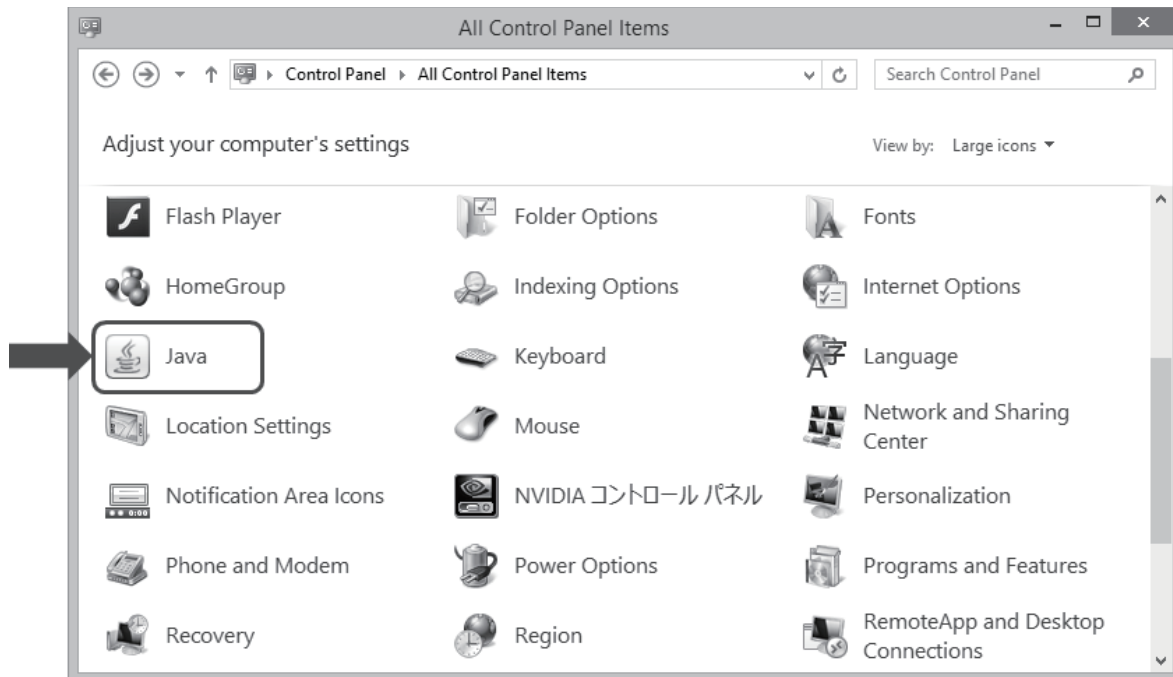 All Control Panel Items
Control Panel All Control Panel Items
Search Control Panel
Adjust your computer's settings
View by: Large icons
Flash Player
Folder Options
Fonts
HomeGroup
Indexing Options
Internet Options
Java
Keyboard
Language
Location Settings
Mouse
Network and Sharing
Center
Notification Area Icons
NVIDIA コントロール パネル
Personalization
Phone and Modem
Power Options
Programs and Features
Recovery
Region
RemoteApp and Desktop
Connections